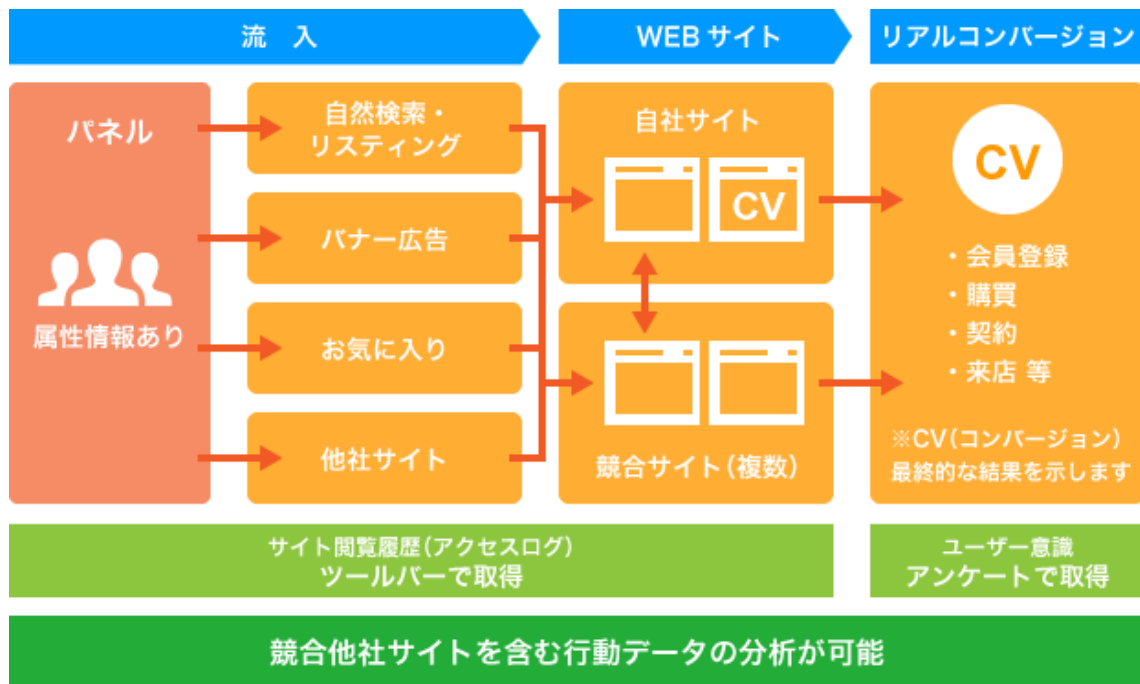 流　入
WEB サイト
リアルコンバージョン
パネル
属性情報あり
自然検索・
リスティング
バナー広告
お気に入り
他社サイト
自社サイト
CV
競合サイト（複数）
CV
・会員登録
・購買
・契約
・来店 等
※CV（コンバージョン）
最終的な結果を示します
サイト閲覧履歴（アクセスログ）
ツールバーで取得
ユーザー意識
アンケートで取得
競合他社サイトを含む行動データの分析が可能